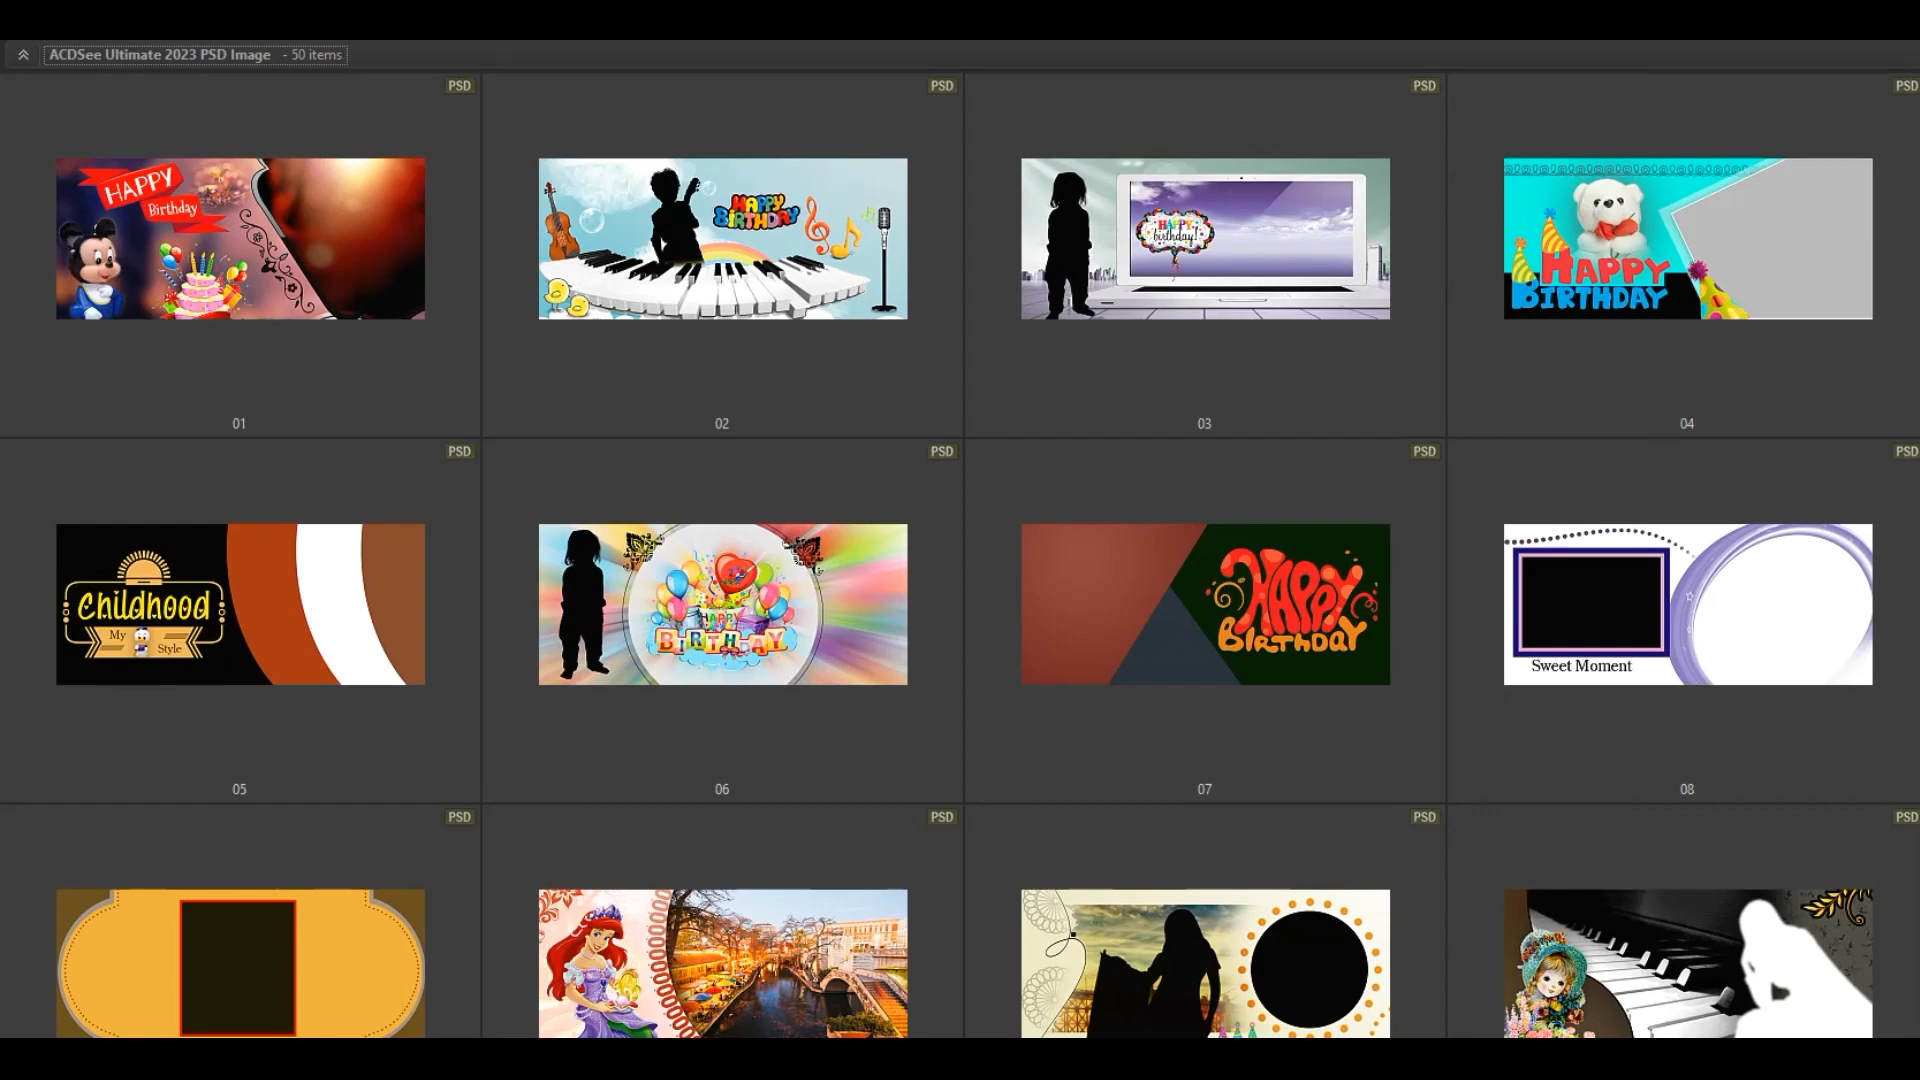 ACDSee Ultimate 2023 PSD Image - 50 items
PSD
PSD
PSD
PSD
HAPPY
Birthday
HAPPY
BIRTHDAY
HAPPY
birthday!
HAPPY
BIRTHDAY
01
02
03
04
PSD
PSD
PSD
PSD
Childhood
My
Style
HAPPY
BIRTHDAY
HAPPY
BIRTHDAY
Sweet Moment
05
06
07
08
PSD
PSD
PSD
PSD